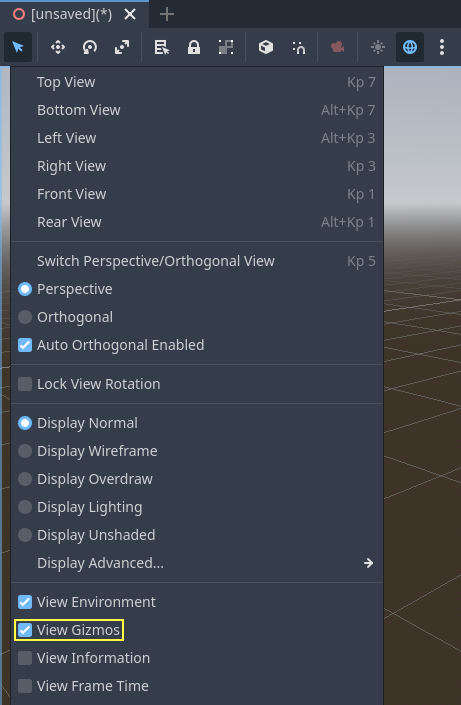 [unsaved](*)
Top View Kp 7
Bottom View Alt+Kp 7
Left View Alt+Kp 3
Right View Kp 3
Front View Kp 1
Rear View Alt+Kp 1
Switch Perspective/Orthogonal View Kp 5
Perspective
Orthogonal
Auto Orthogonal Enabled
Lock View Rotation
Display Normal
Display Wireframe
Display Overdraw
Display Lighting
Display Unshaded
Display Advanced...
View Environment
View Gizmos
View Information
View Frame Time